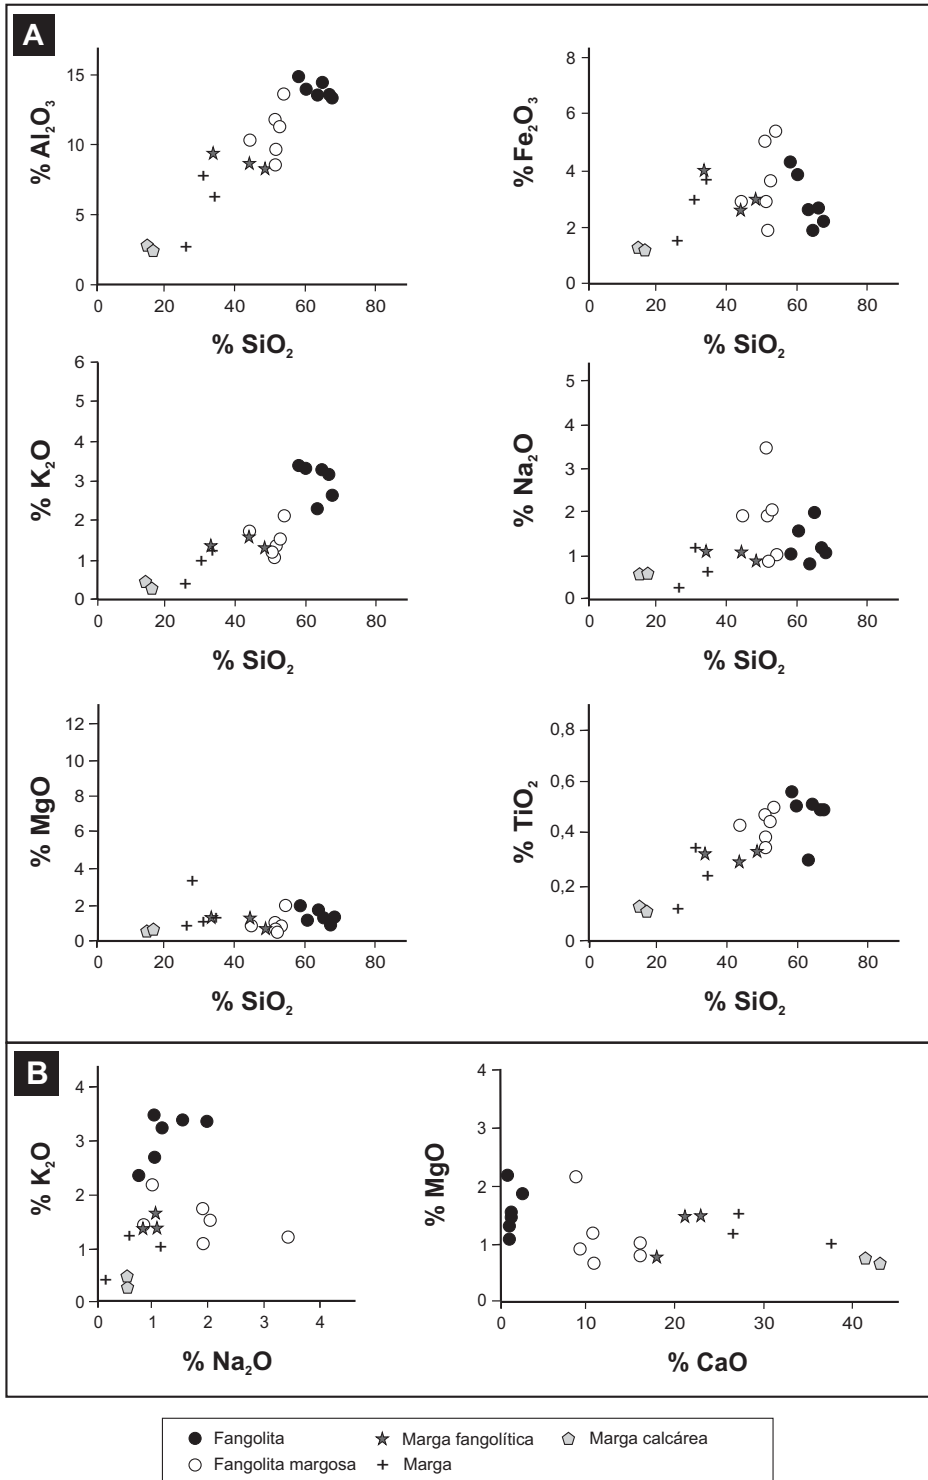 A
% Al₂O₃
15
10
5
0
0 20 40 60 80
% SiO₂
% Fe₂O₃
8
6
4
2
0
0 20 40 60 80
% SiO₂
% K₂O
6
5
4
3
2
1
0
0 20 40 60 80
% SiO₂
% Na₂O
5
4
3
2
1
0
0 20 40 60 80
% SiO₂
% MgO
12
10
8
6
4
2
0
0 20 40 60 80
% SiO₂
% TiO₂
0,8
0,6
0,4
0,2
0
0 20 40 60 80
% SiO₂
B
% K₂O
4
3
2
1
0
0 1 2 3 4
% Na₂O
% MgO
4
3
2
1
0
0 10 20 30 40
% CaO
Fangolita Marga fangolítica Marga calcárea
Fangolita margosa Marga